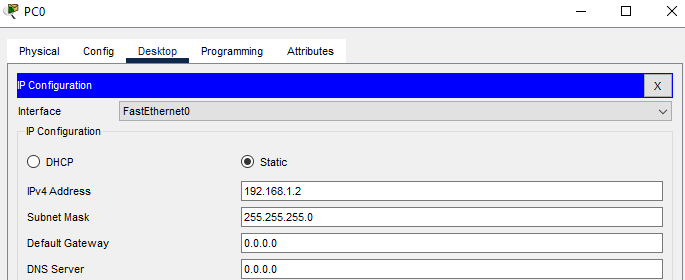 PC0
Physical Config Desktop Programming Attributes
IP Configuration X
Interface FastEthernet0
IP Configuration
DHCP Static
IPv4 Address 192.168.1.2
Subnet Mask 255.255.255.0
Default Gateway 0.0.0.0
DNS Server 0.0.0.0